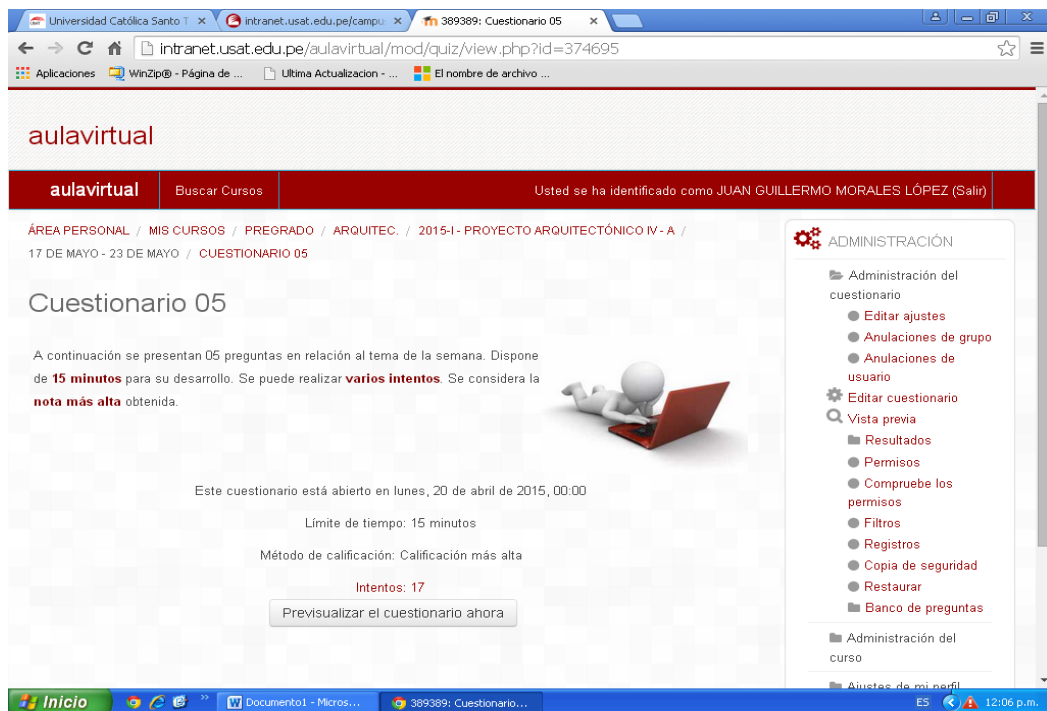 Universidad Católica Santo T
intranet.usat.edu.pe/campu
389389: Cuestionario 05
intranet.usat.edu.pe/aulavirtual/mod/quiz/view.php?id=374695
Aplicaciones
WinZip® - Página de ...
Ultima Actualizacion - ...
El nombre de archivo ...
aulavirtual
aulavirtual
Buscar Cursos
Usted se ha identificado como JUAN GUILLERMO MORALES LÓPEZ (Salir)
ÁREA PERSONAL / MIS CURSOS / PREGRADO / ARQUITEC. / 2015-I - PROYECTO ARQUITECTÓNICO IV - A /
17 DE MAYO - 23 DE MAYO / CUESTIONARIO 05
Cuestionario 05
A continuación se presentan 05 preguntas en relación al tema de la semana. Dispone
de 15 minutos para su desarrollo. Se puede realizar varios intentos. Se considera la
nota más alta obtenida.
Este cuestionario está abierto en lunes, 20 de abril de 2015, 00:00
Límite de tiempo: 15 minutos
Método de calificación: Calificación más alta
Intentos: 17
Previsualizar el cuestionario ahora
ADMINISTRACIÓN
Administración del
cuestionario
Editar ajustes
Anulaciones de grupo
Anulaciones de
usuario
Editar cuestionario
Vista previa
Resultados
Permisos
Compruebe los
permisos
Filtros
Registros
Copia de seguridad
Restaurar
Banco de preguntas
Administración del
curso
Ajustes de mi perfil
Inicio
Documento1 - Micros...
389389: Cuestionario...
ES
12:06 p.m.